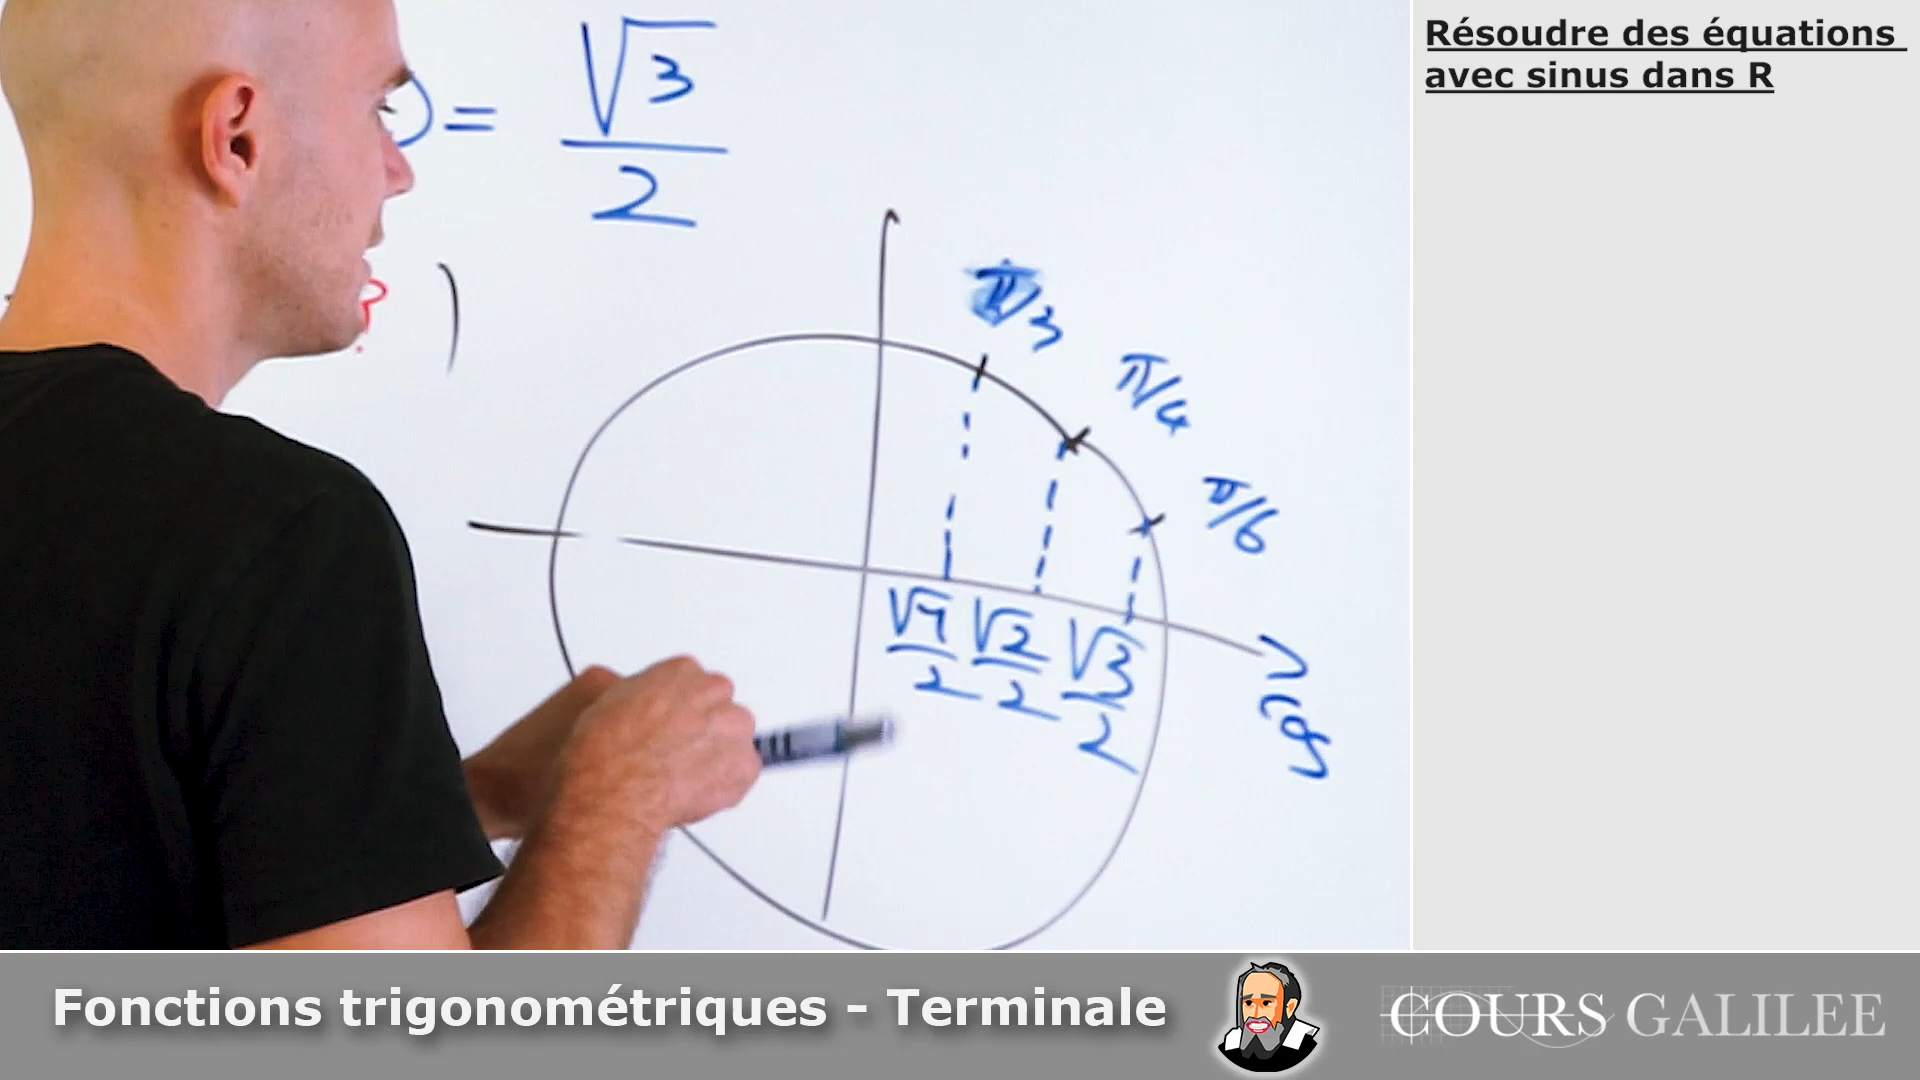 Résoudre des équations
avec sinus dans R
) = √3/2
? )
π/3
π/4
π/6
√1/2 √2/2 √3/2
cos
Fonctions trigonométriques - Terminale
COURS GALILEE